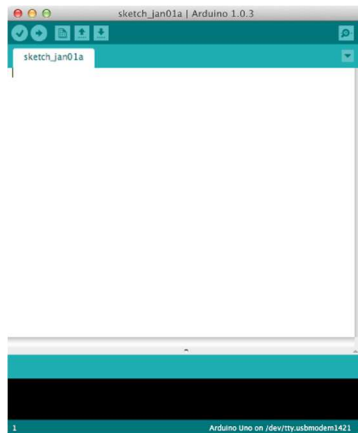 sketch_jan01a | Arduino 1.0.3
sketch_jan01a
1
Arduino Uno on /dev/tty.usbmodem1421